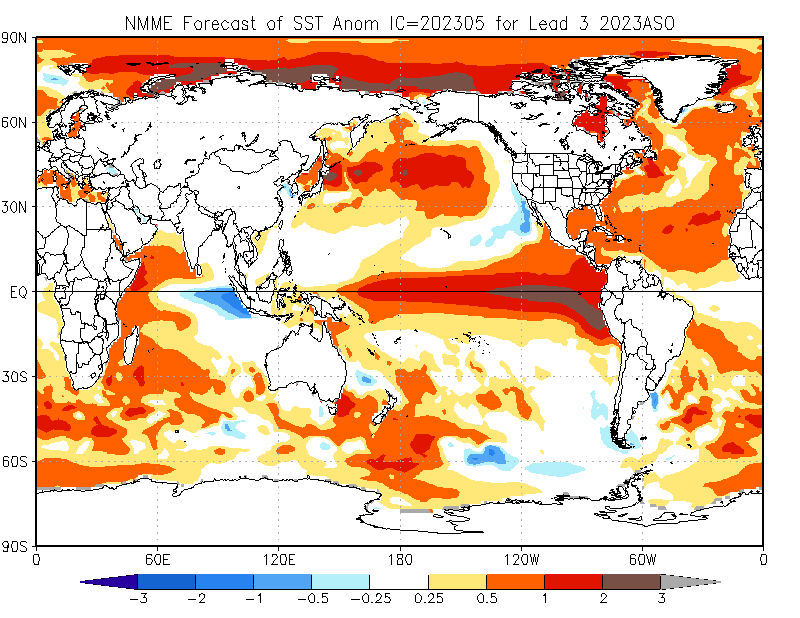 NMME Forecast of SST Anom IC=202305 for Lead 3 2023ASO
90N
60N
30N
EQ
30S
60S
90S
0 60E 120E 180 120W 60W 0
-3 -2 -1 -0.5 -0.25 0.25 0.5 1 2 3